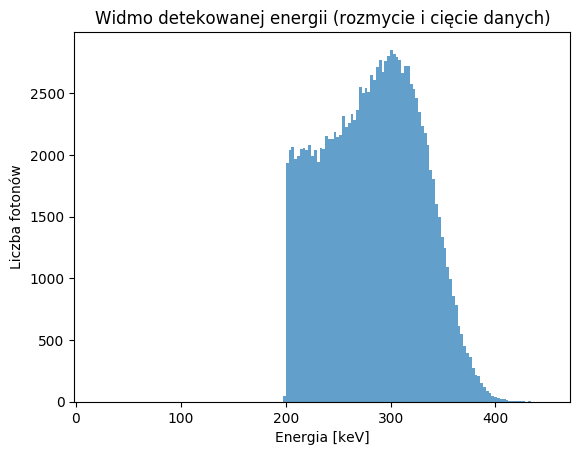 Widmo detekowanej energii (rozmycie i cięcie danych)
Liczba fotonów
2500
2000
1500
1000
500
0
0 100 200 300 400
Energia [keV]